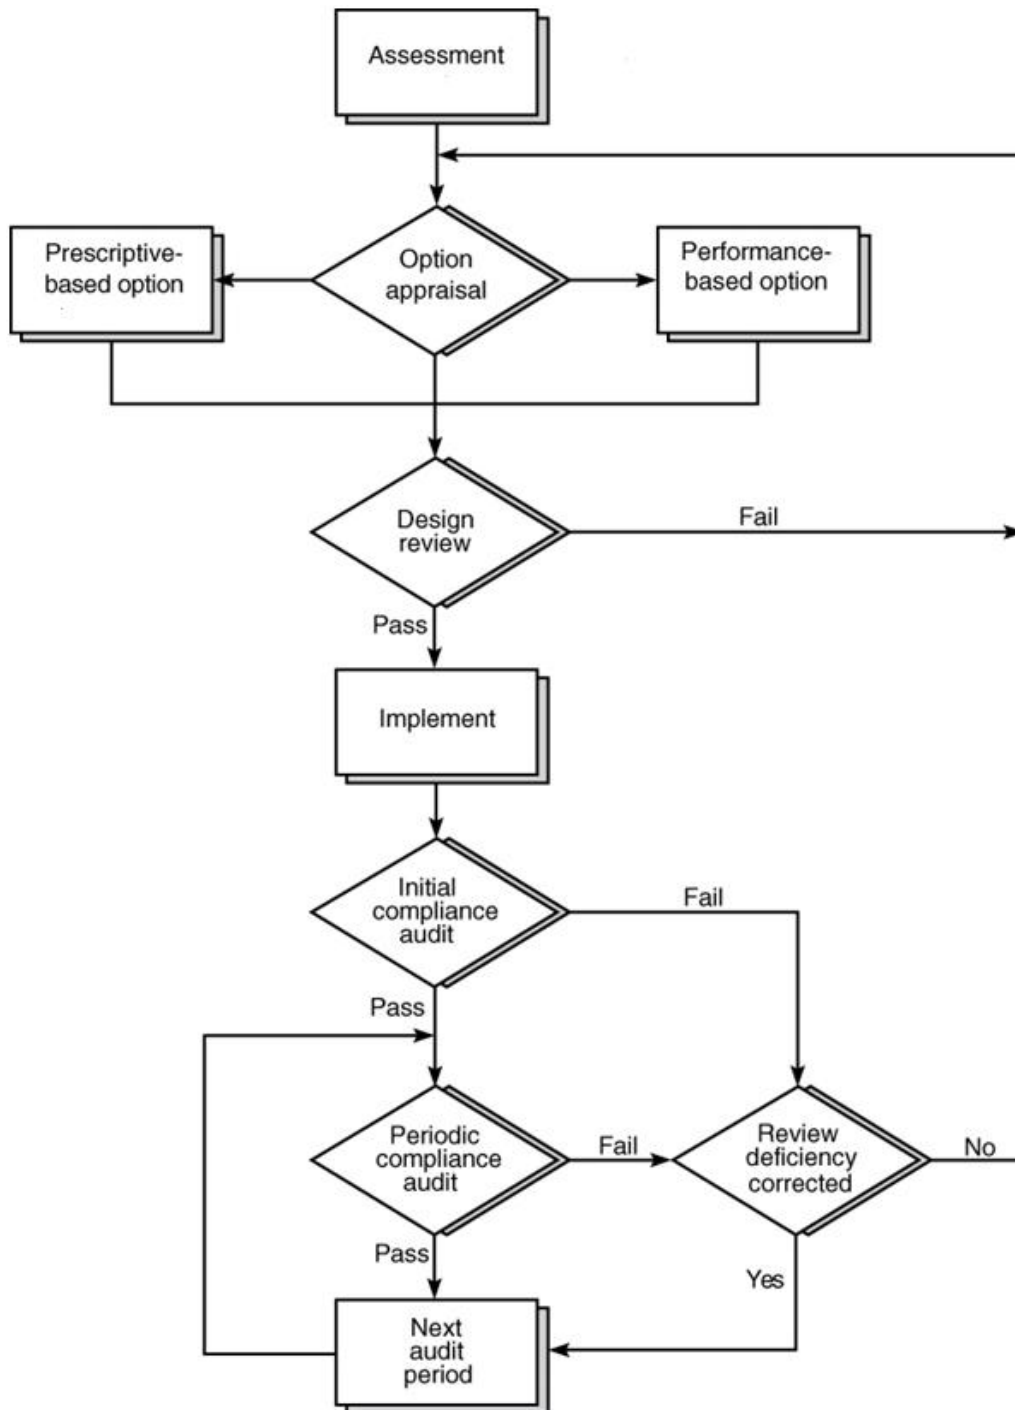 Assessment
Prescriptive-
based option
Option
appraisal
Performance-
based option
Design
review
Fail
Pass
Implement
Initial
compliance
audit
Fail
Pass
Periodic
compliance
audit
Fail
Review
deficiency
corrected
No
Pass
Yes
Next
audit
period